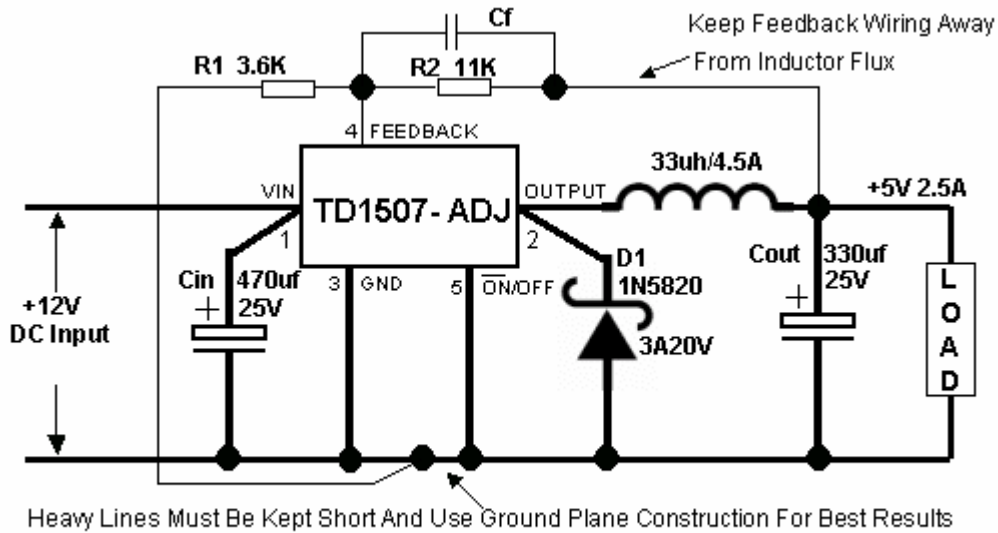 Cf
Keep Feedback Wiring Away
From Inductor Flux
R1 3.6K
R2 11K
4 FEEDBACK
33uh/4.5A
VIN
OUTPUT
+5V 2.5A
TD1507- ADJ
1
2
Cin
470uf
25V
3 GND
5 ON/OFF
D1
1N5820
3A20V
Cout
330uf
25V
+
+
+12V
DC Input
L
O
A
D
Heavy Lines Must Be Kept Short And Use Ground Plane Construction For Best Results